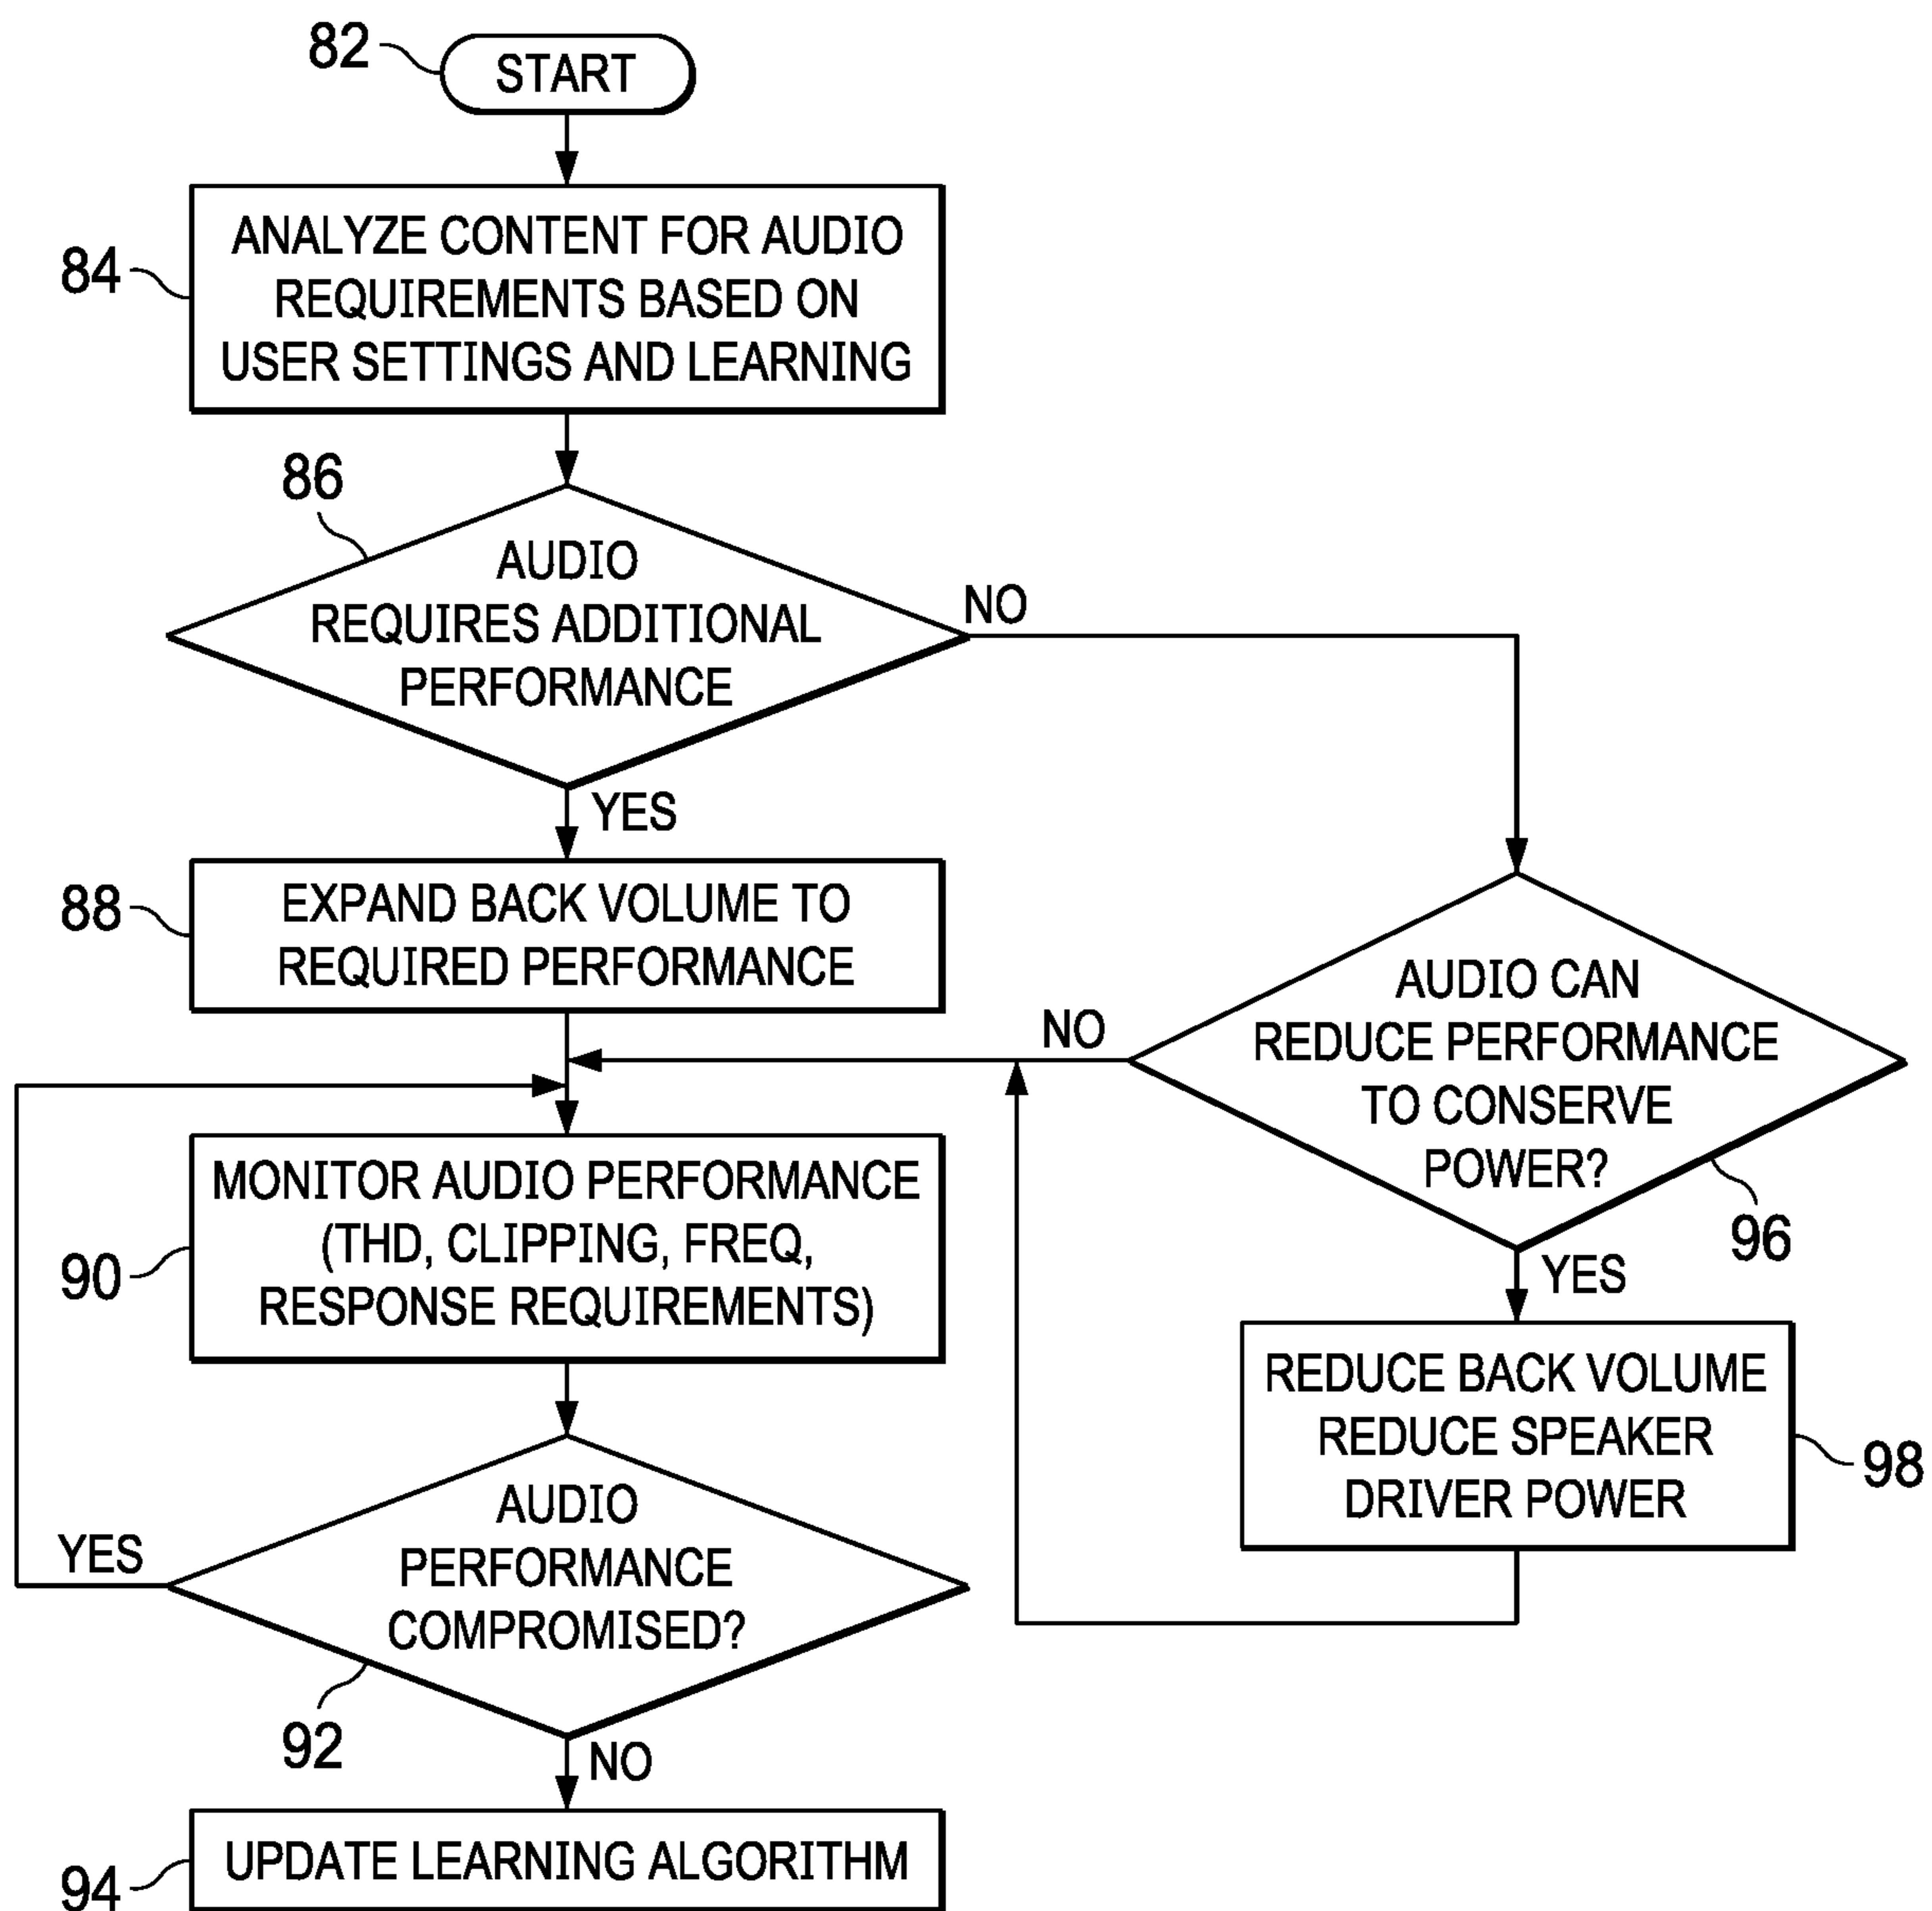 82
START
84
ANALYZE CONTENT FOR AUDIO
REQUIREMENTS BASED ON
USER SETTINGS AND LEARNING
86
AUDIO
REQUIRES ADDITIONAL
PERFORMANCE
NO
YES
88
EXPAND BACK VOLUME TO
REQUIRED PERFORMANCE
NO
AUDIO CAN
REDUCE PERFORMANCE
TO CONSERVE
POWER?
96
YES
90
MONITOR AUDIO PERFORMANCE
(THD, CLIPPING, FREQ,
RESPONSE REQUIREMENTS)
REDUCE BACK VOLUME
REDUCE SPEAKER
DRIVER POWER
98
YES
AUDIO
PERFORMANCE
COMPROMISED?
92
NO
94
UPDATE LEARNING ALGORITHM